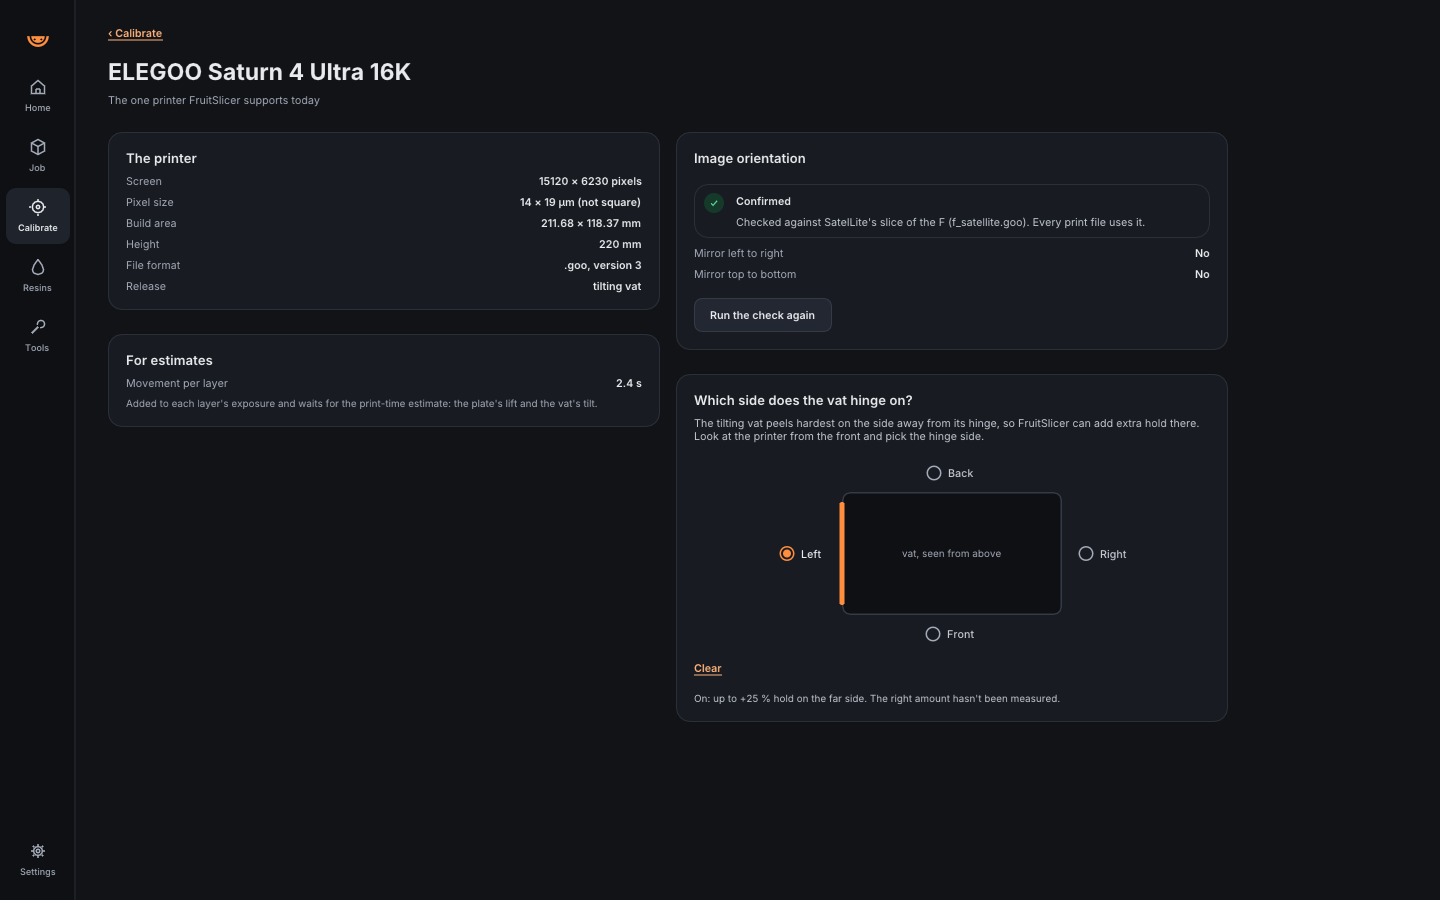 Home
Job
Calibrate
Resins
Tools
Settings
‹ Calibrate
ELEGOO Saturn 4 Ultra 16K
The one printer FruitSlicer supports today
The printer
Screen 15120 × 6230 pixels
Pixel size 14 × 19 µm (not square)
Build area 211.68 × 118.37 mm
Height 220 mm
File format .goo, version 3
Release tilting vat
For estimates
Movement per layer 2.4 s
Added to each layer's exposure and waits for the print-time estimate: the plate's lift and the vat's tilt.
Image orientation
Confirmed
Checked against SatelLite's slice of the F (f_satellite.goo). Every print file uses it.
Mirror left to right No
Mirror top to bottom No
Run the check again
Which side does the vat hinge on?
The tilting vat peels hardest on the side away from its hinge, so FruitSlicer can add extra hold there.
Look at the printer from the front and pick the hinge side.
Back
Left
vat, seen from above
Right
Front
Clear
On: up to +25 % hold on the far side. The right amount hasn't been measured.